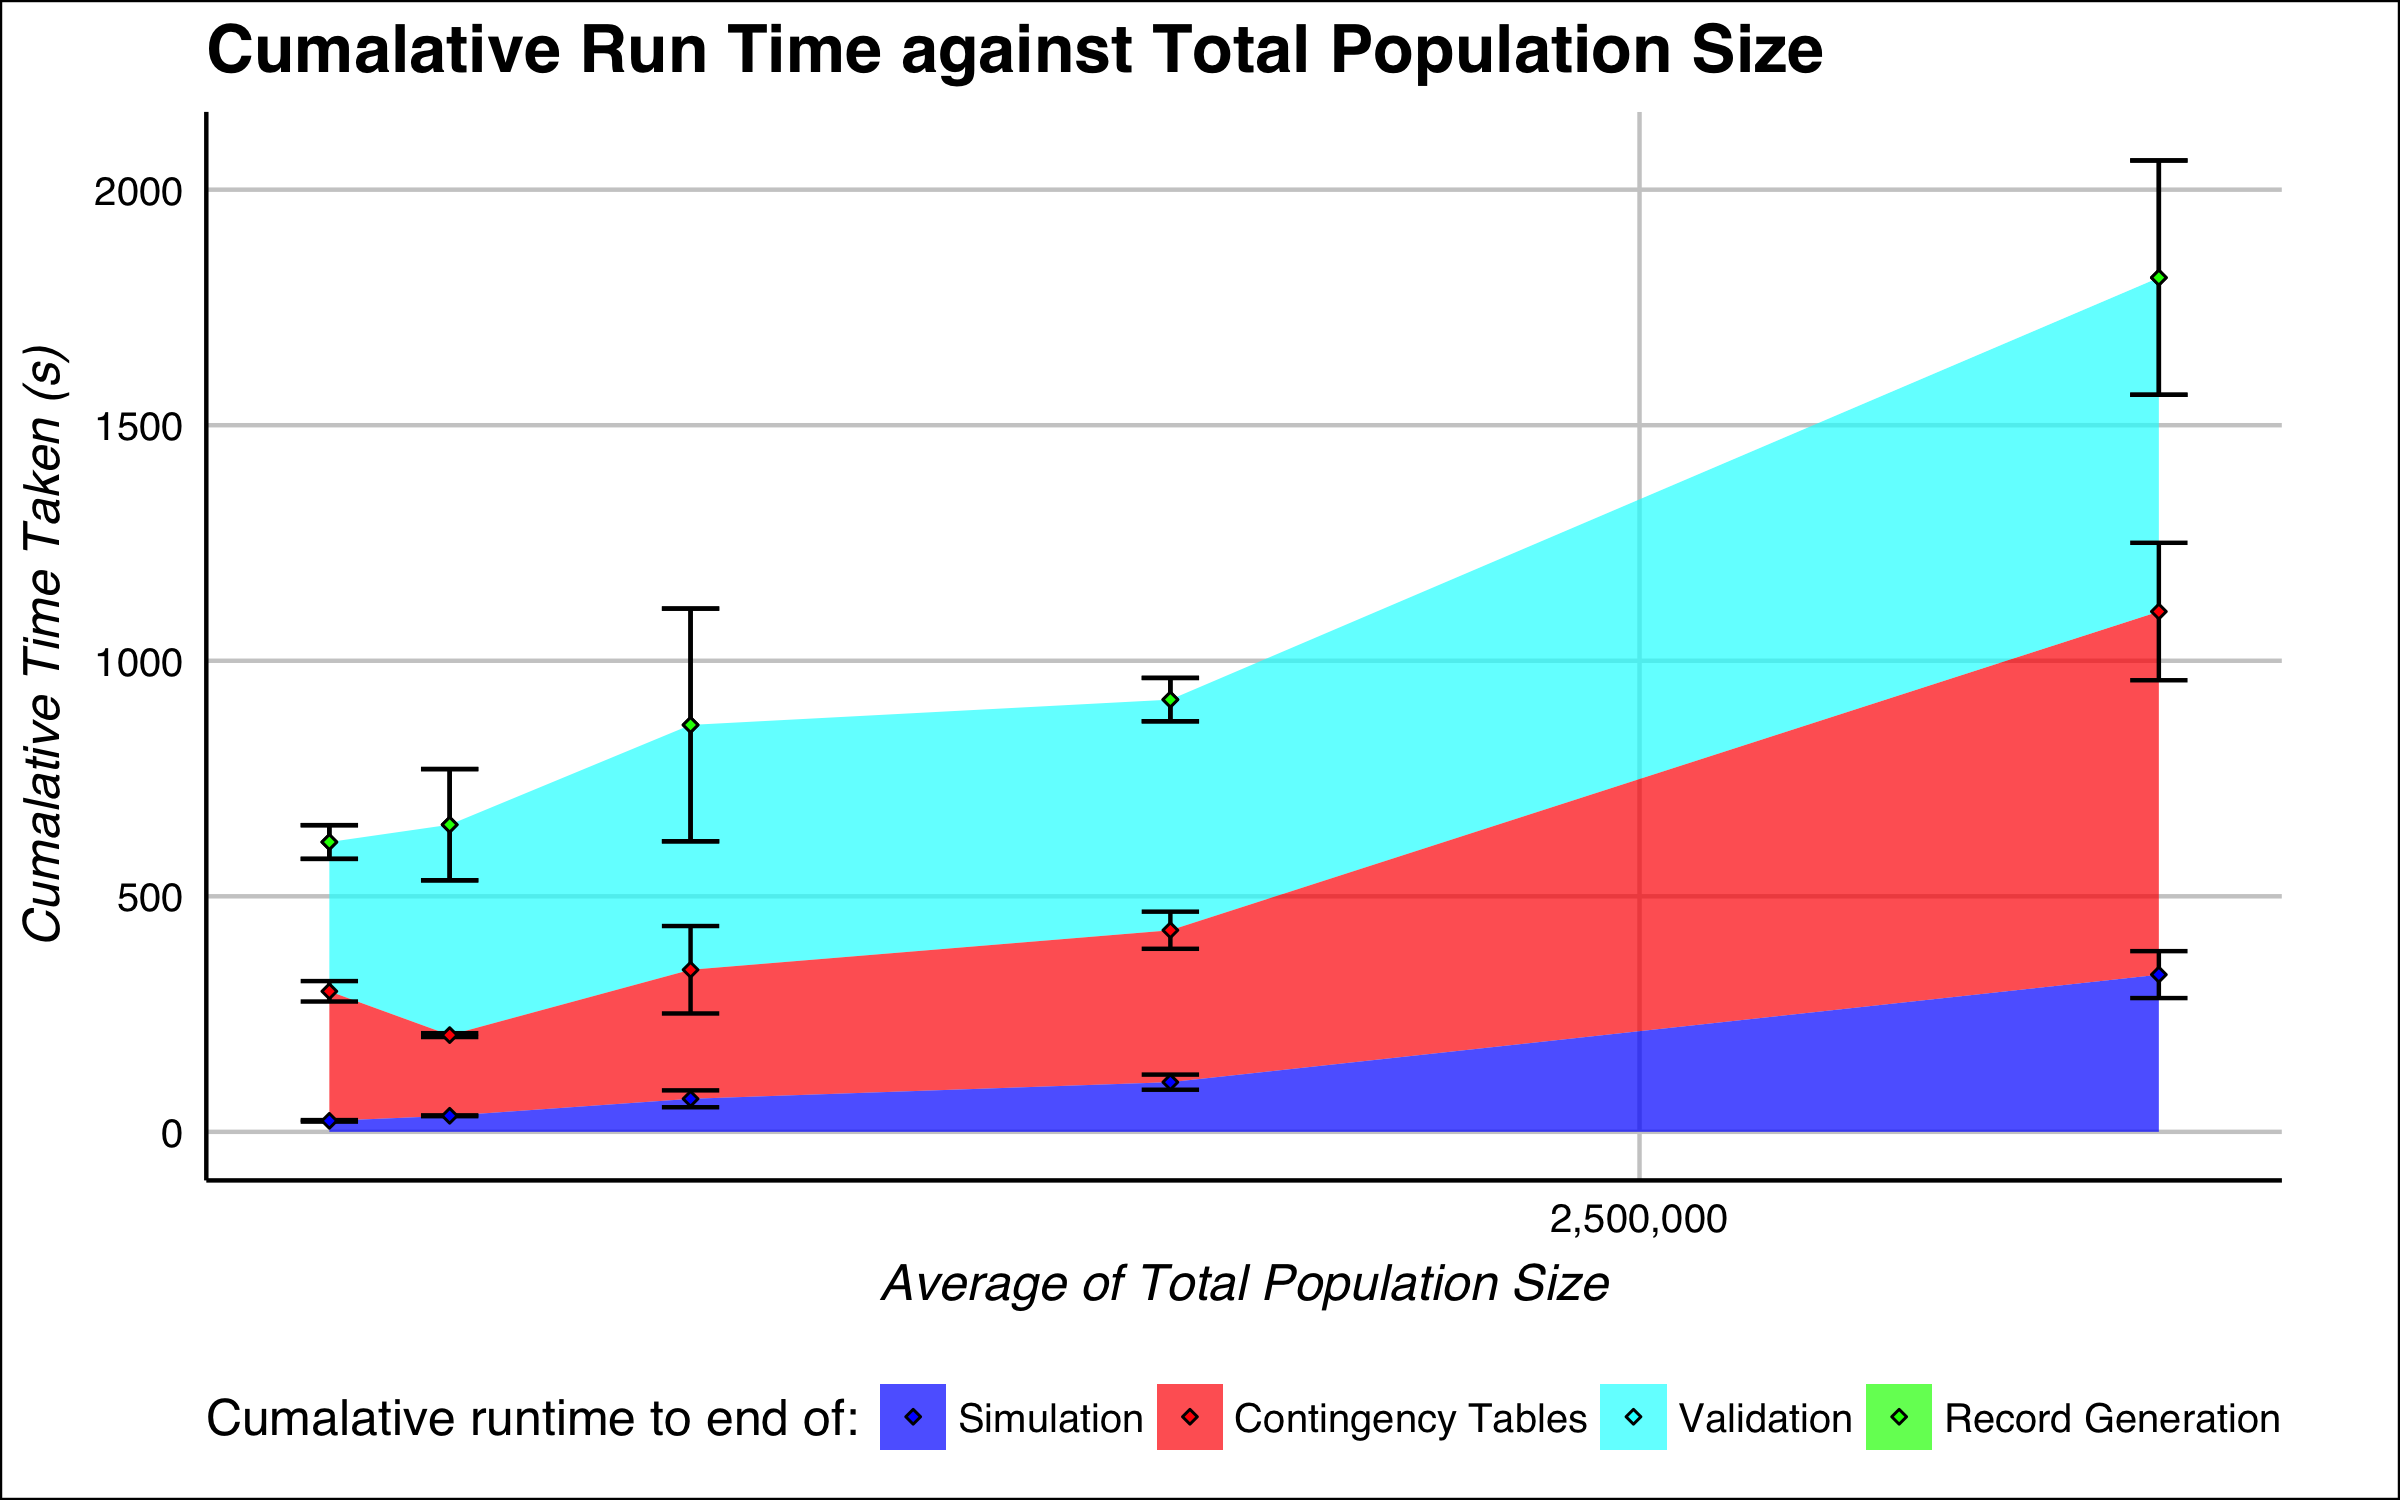 Cumalative Run Time against Total Population Size
Cumalative Time Taken (s)
2000
1500
1000
500
0
2,500,000
Average of Total Population Size
Cumalative runtime to end of: Simulation Contingency Tables Validation Record Generation